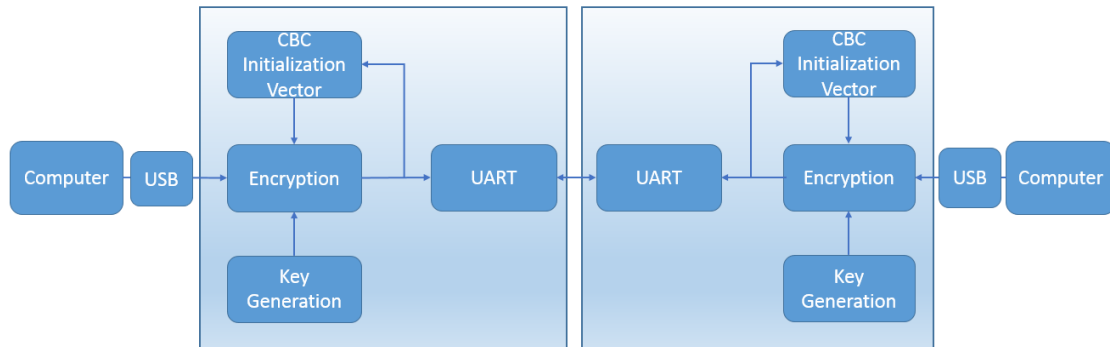 CBC
Initialization
Vector
CBC
Initialization
Vector
Computer
USB
Encryption
UART
UART
Encryption
USB
Computer
Key
Generation
Key
Generation